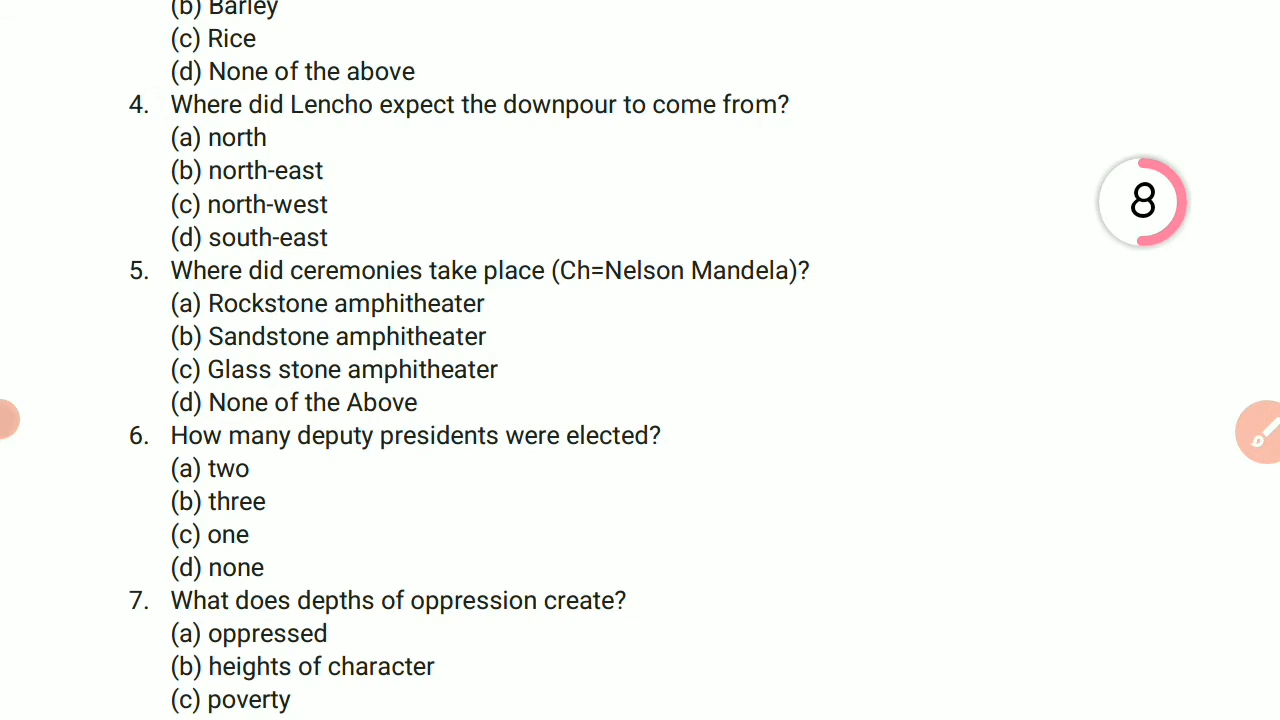 (b) Barley
(c) Rice
(d) None of the above
4. Where did Lencho expect the downpour to come from?
(a) north
(b) north-east
(c) north-west
(d) south-east
5. Where did ceremonies take place (Ch=Nelson Mandela)?
(a) Rockstone amphitheater
(b) Sandstone amphitheater
(c) Glass stone amphitheater
(d) None of the Above
6. How many deputy presidents were elected?
(a) two
(b) three
(c) one
(d) none
7. What does depths of oppression create?
(a) oppressed
(b) heights of character
(c) poverty
8